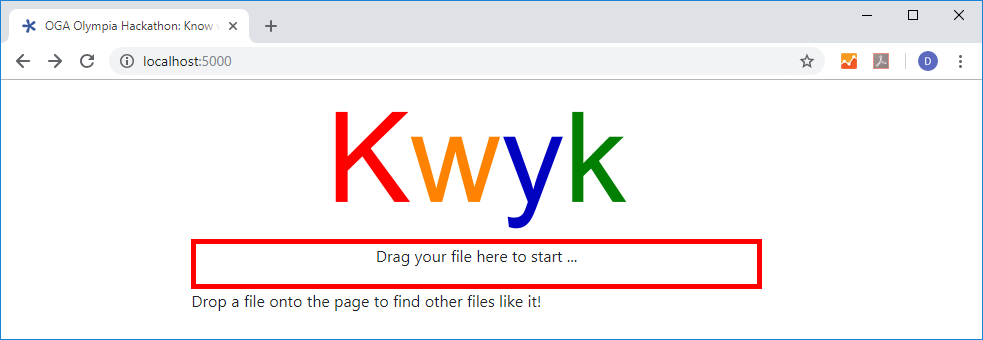 OGA Olympia Hackathon: Know
localhost:5000
D
Kwyk
Drag your file here to start ...
Drop a file onto the page to find other files like it!